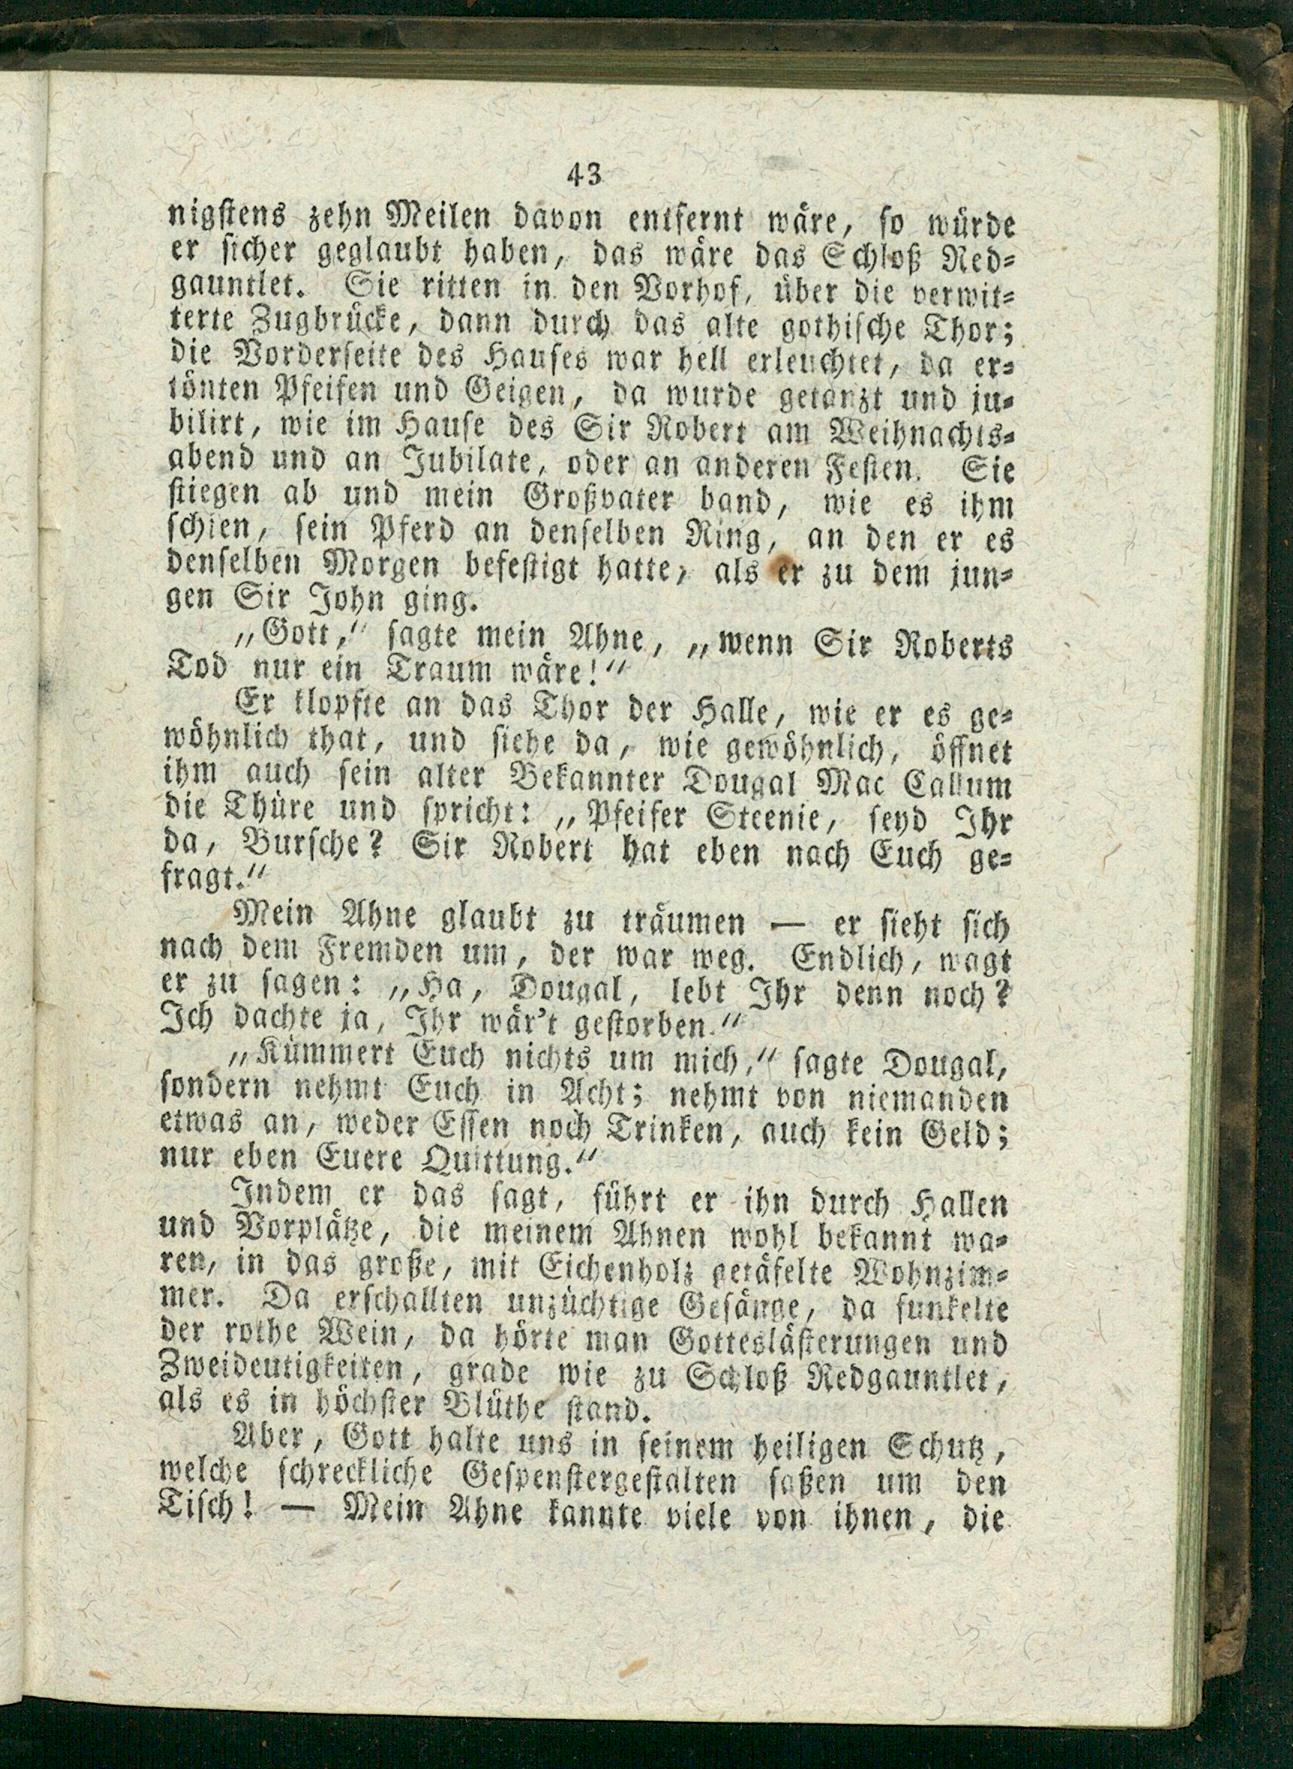 43
nigstens zehn Meilen davon entfernt wäre, so würde
er sicher geglaubt haben, das wäre das Schloß Red-
gauntlet. Sie ritten in den Vorhof, über die verwit-
terte Zugbrücke, dann durch das alte gothische Thor;
die Vorderseite des Hauses war hell erleuchtet, da er-
tönten Pfeifen und Geigen, da wurde getanzt und ju-
bilirt, wie im Hause des Sir Robert am Weihnachts-
abend und an Jubilate, oder an anderen Festen. Sie
stiegen ab und mein Großvater band, wie es ihm
schien, sein Pferd an denselben Ring, an den er es
denselben Morgen befestigt hatte, als er zu dem jun-
gen Sir John ging.
„Gott,“ sagte mein Ahne, „wenn Sir Roberts
Tod nur ein Traum wäre!“
Er klopfte an das Thor der Halle, wie er es ge-
wöhnlich that, und siehe da, wie gewöhnlich, öffnet
ihm auch sein alter Bekannter Dougal Mac Callum
die Thüre und spricht: „Pfeifer Steenie, seyd Ihr
da, Bursche? Sir Robert hat eben nach Euch ge-
fragt.“
Mein Ahne glaubt zu träumen — er sieht sich
nach dem Fremden um, der war weg. Endlich, wagt
er zu sagen: „Ha, Dougal, lebt Ihr denn noch?
Ich dachte ja, Ihr wär't gestorben.“
„Kümmert Euch nichts um mich,“ sagte Dougal,
sondern nehmt Euch in Acht; nehmt von niemanden
etwas an, weder Essen noch Trinken, auch kein Geld;
nur eben Euere Quittung.“
Indem er das sagt, führt er ihn durch Hallen
und Vorplätze, die meinem Ahnen wohl bekannt wa-
ren, in das große, mit Eichenholz getäfelte Wohnzim-
mer. Da erschallten unzüchtige Gesänge, da funkelte
der rothe Wein, da hörte man Gotteslästerungen und
Zweideutigkeiten, grade wie zu Schloß Redgauntlet,
als es in höchster Blüthe stand.
Aber, Gott halte uns in seinem heiligen Schutz,
welche schreckliche Gespenstergestalten saßen um den
Tisch! — Mein Ahne kannte viele von ihnen, die